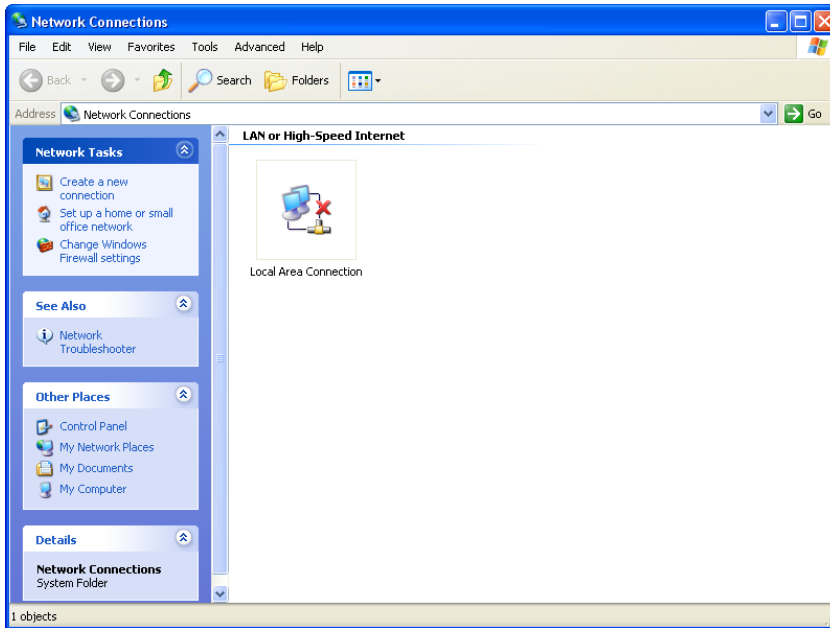 Network Connections
File Edit View Favorites Tools Advanced Help
Back Search Folders
Address Network Connections Go
Network Tasks
Create a new
connection
Set up a home or small
office network
Change Windows
Firewall settings
See Also
Network
Troubleshooter
Other Places
Control Panel
My Network Places
My Documents
My Computer
Details
Network Connections
System Folder
LAN or High-Speed Internet
Local Area Connection
1 objects